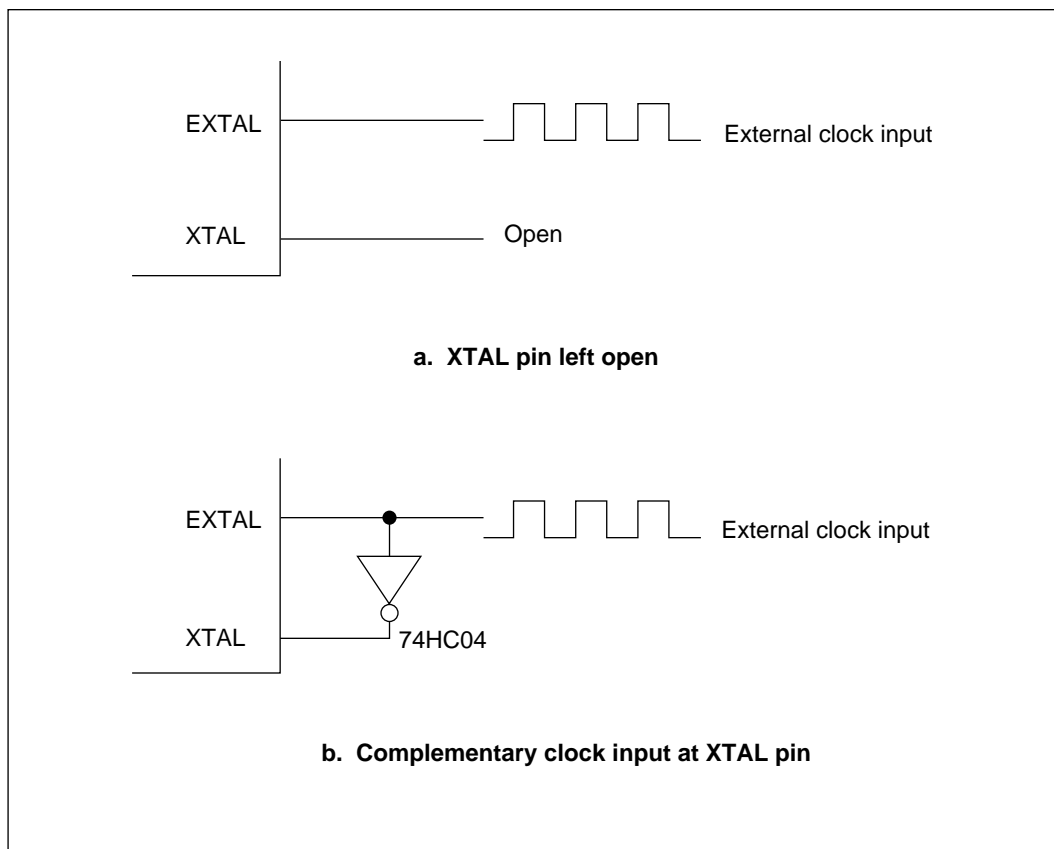 EXTAL
External clock input
XTAL
Open
a. XTAL pin left open
EXTAL
External clock input
XTAL
74HC04
b. Complementary clock input at XTAL pin